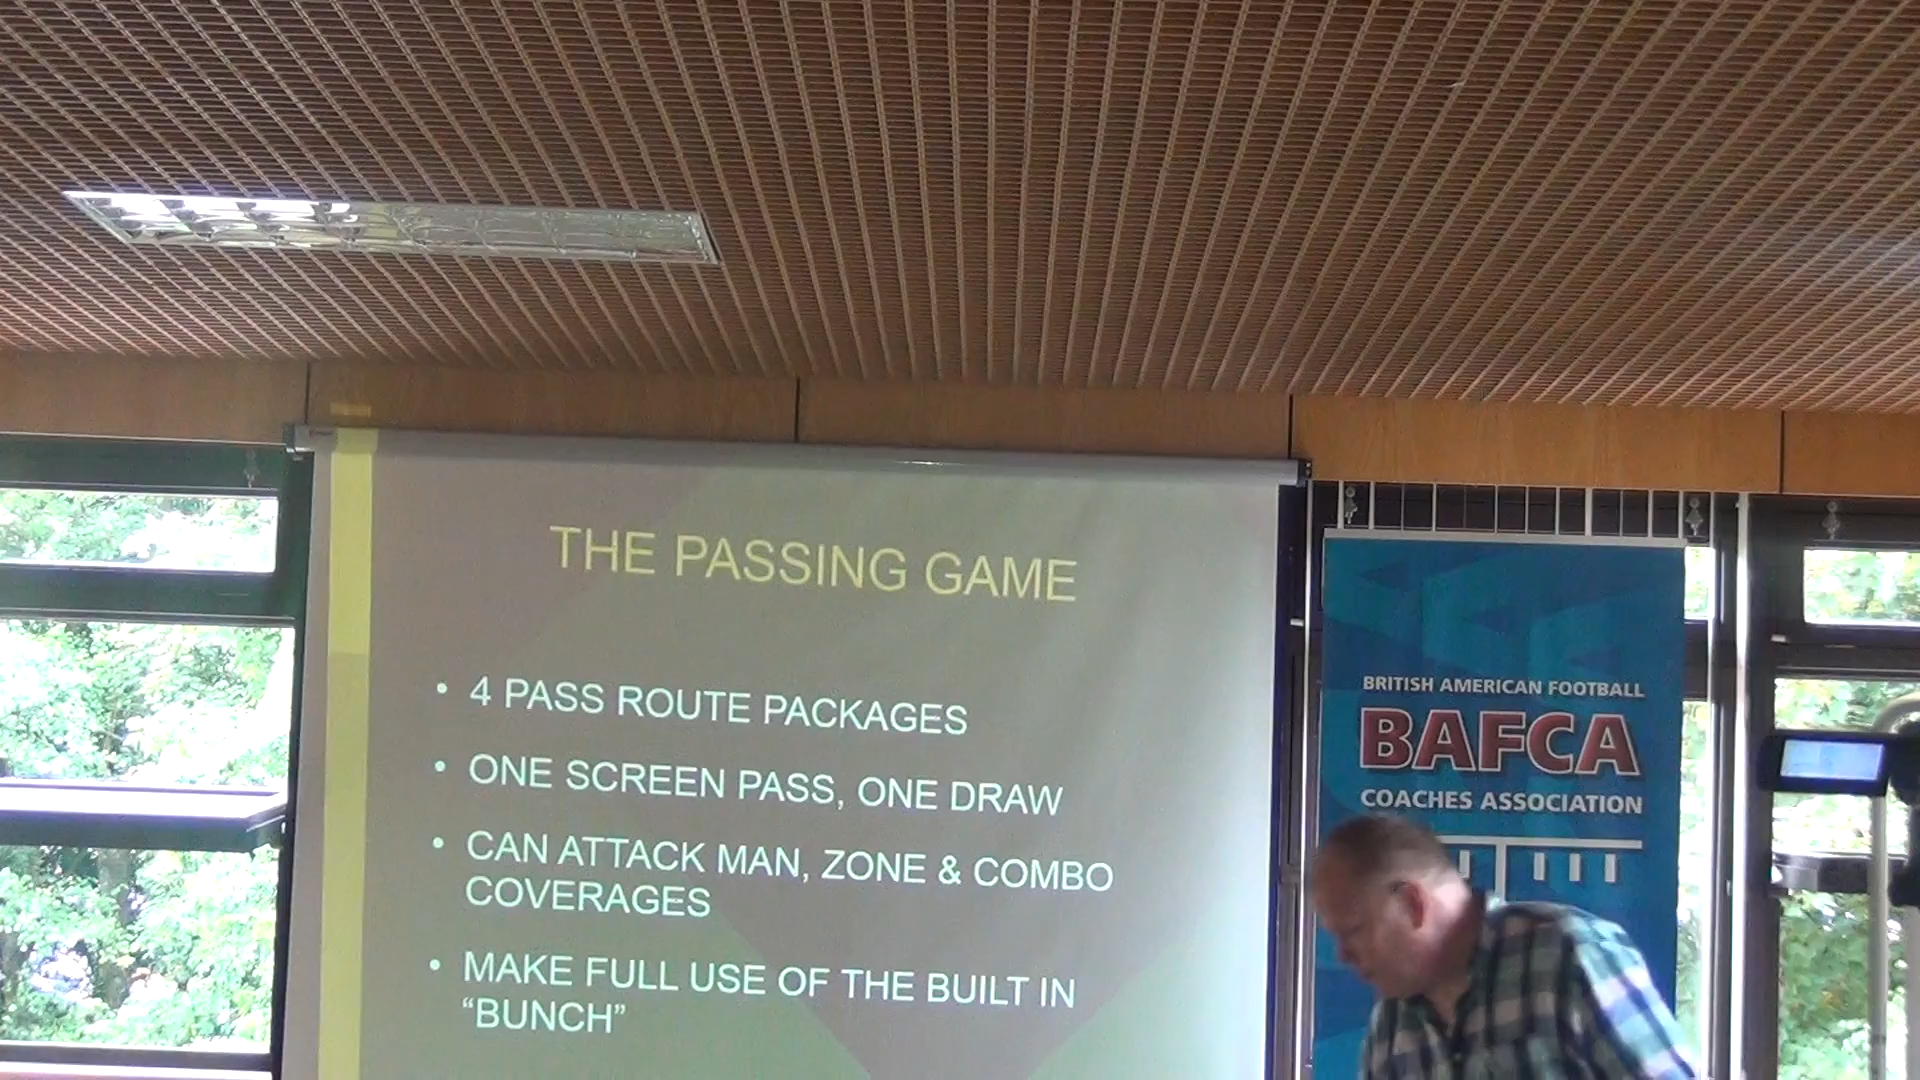 THE PASSING GAME
• 4 PASS ROUTE PACKAGES
• ONE SCREEN PASS, ONE DRAW
• CAN ATTACK MAN, ZONE & COMBO
COVERAGES
• MAKE FULL USE OF THE BUILT IN
“BUNCH”
BRITISH AMERICAN FOOTBALL
BAFCA
COACHES ASSOCIATION